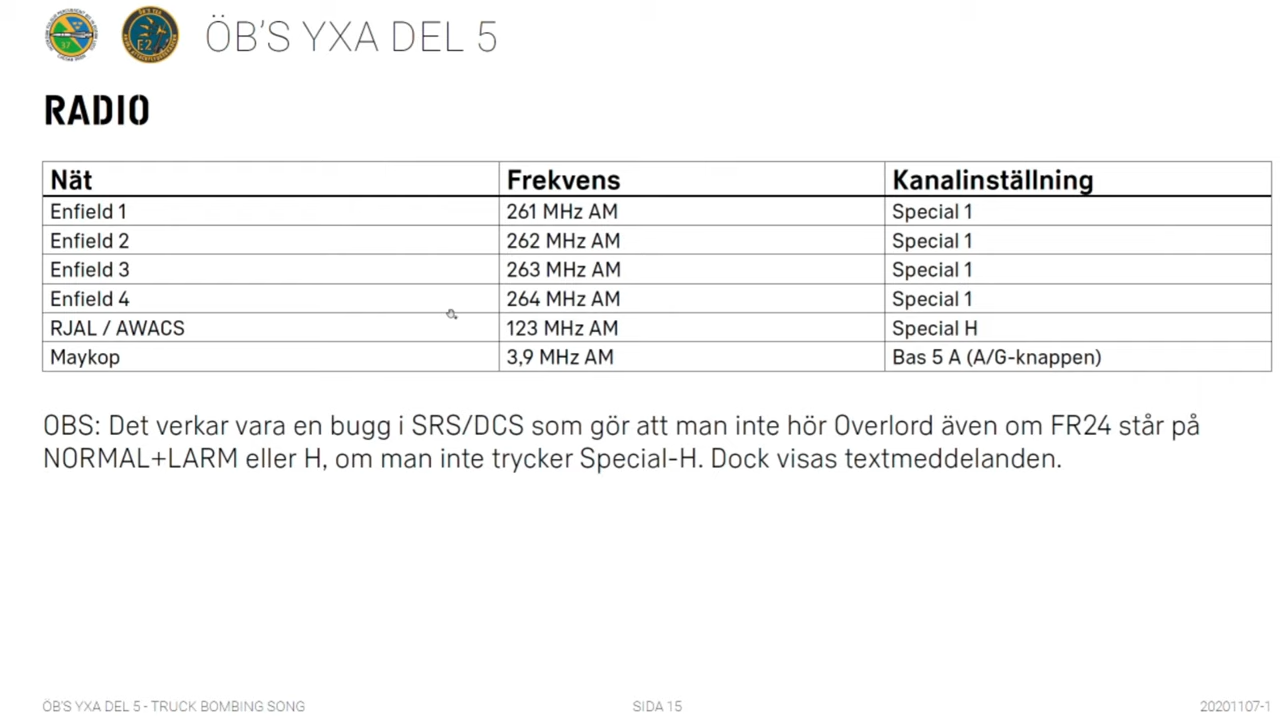 ÖB'S YXA DEL 5
RADIO
Nät Frekvens Kanalinställning
Enfield 1 261 MHz AM Special 1
Enfield 2 262 MHz AM Special 1
Enfield 3 263 MHz AM Special 1
Enfield 4 264 MHz AM Special 1
RJAL / AWACS 123 MHz AM Special H
Maykop 3,9 MHz AM Bas 5 A (A/G-knappen)
OBS: Det verkar vara en bugg i SRS/DCS som gör att man inte hör Overlord även om FR24 står på
NORMAL+LARM eller H, om man inte trycker Special-H. Dock visas textmeddelanden.
ÖB'S YXA DEL 5 - TRUCK BOMBING SONG SIDA 15 20201107-1